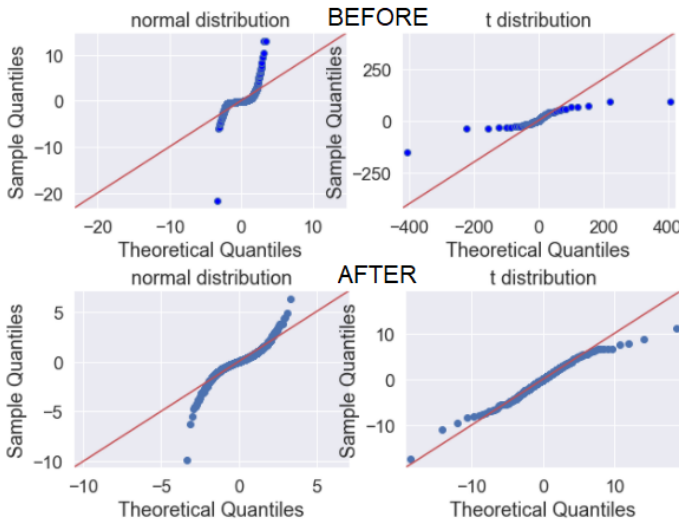 BEFORE
normal distribution
Sample Quantiles
10
0
−10
−20
−20
−10
0
10
Theoretical Quantiles
t distribution
Sample Quantiles
250
0
−250
−400
−200
0
200
400
Theoretical Quantiles
AFTER
normal distribution
Sample Quantiles
5
0
−5
−10
−10
−5
0
5
Theoretical Quantiles
t distribution
Sample Quantiles
10
0
−10
−10
0
10
Theoretical Quantiles